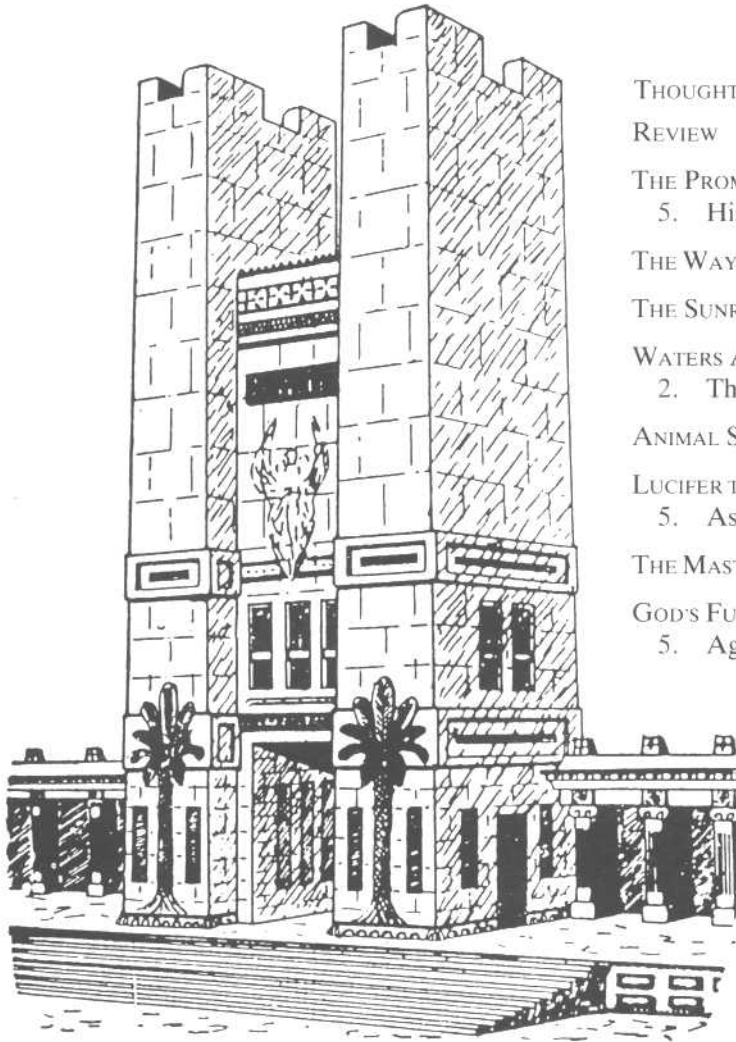 THOUGHT
REVIEW
THE PROM
5. Hi
THE WAY
THE SUNR
WATERS A
2. Th
ANIMAL S
LUCIFER T
5. As
THE MAST
GOD'S FU
5. Ag